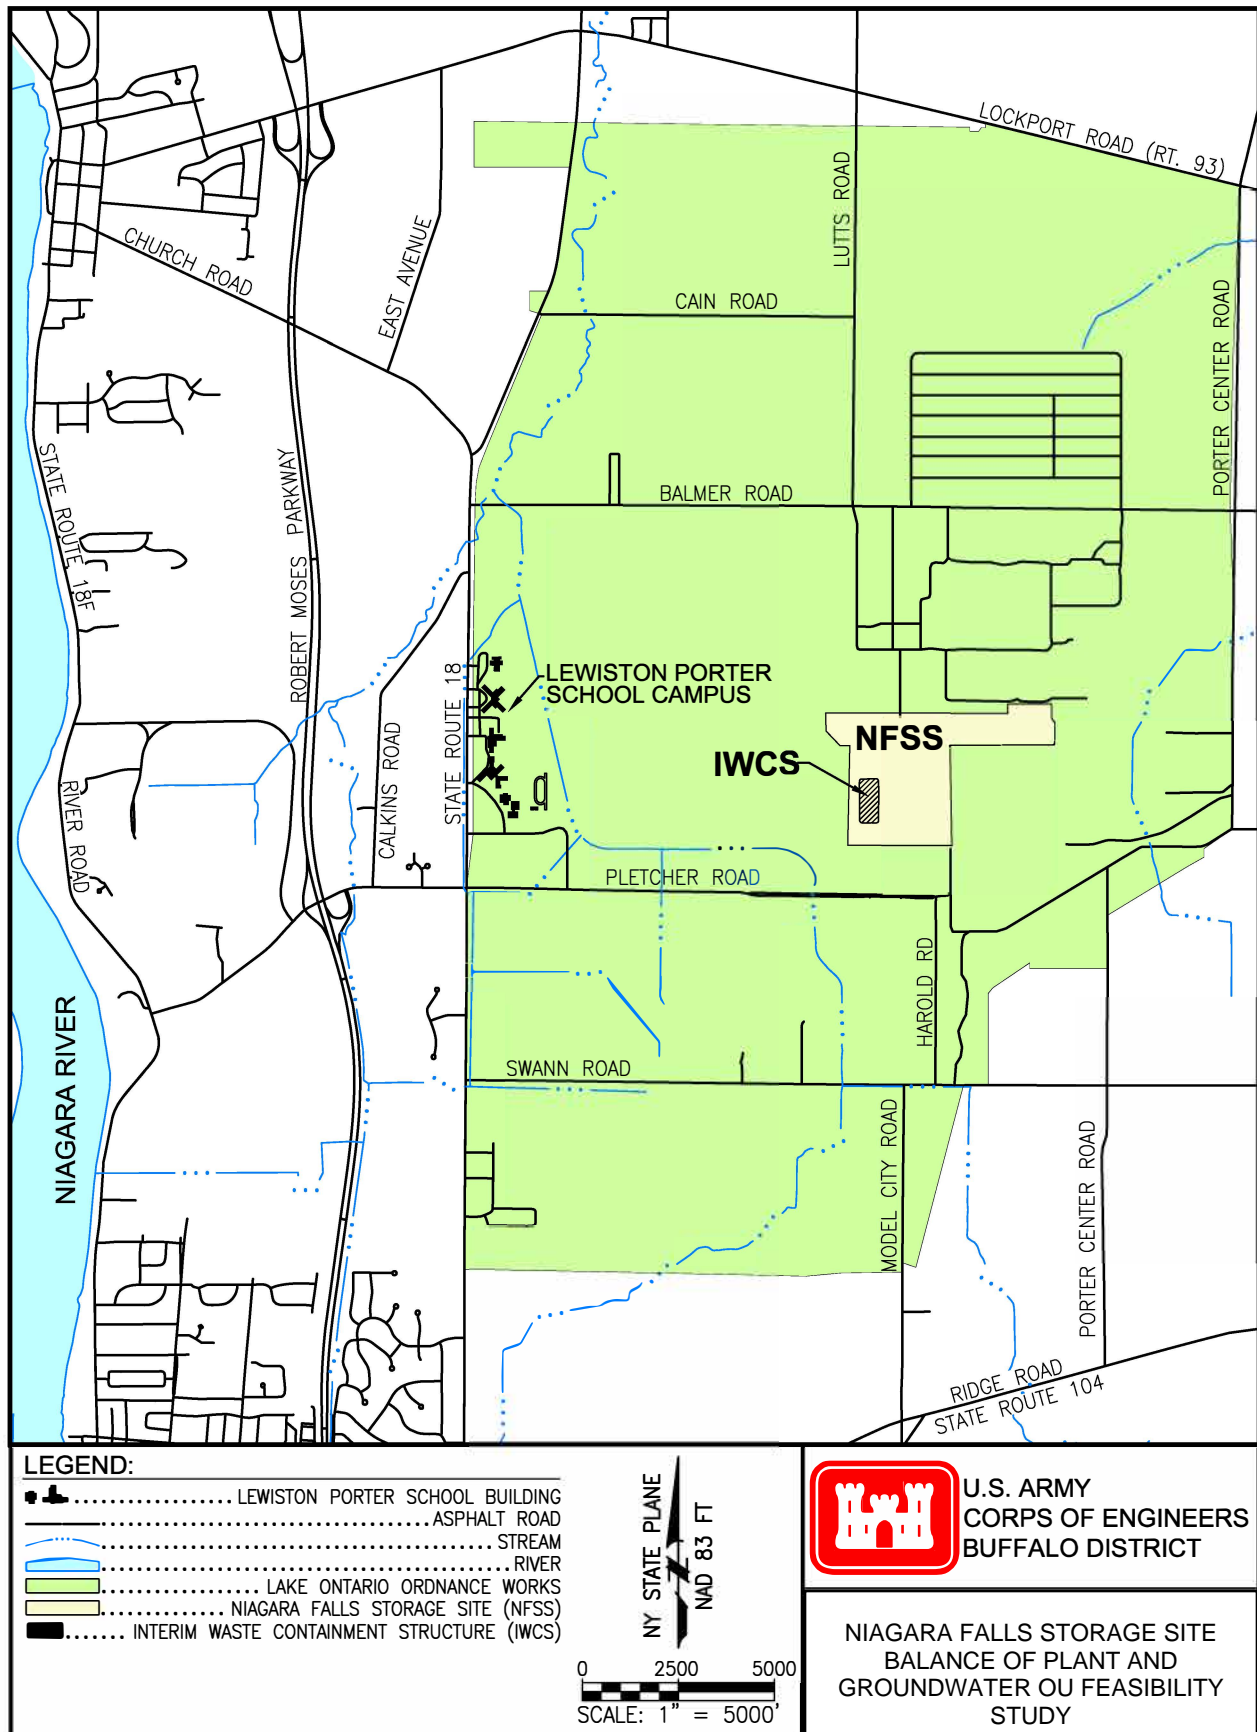 LOCKPORT ROAD (RT. 93)
LUTTS ROAD
CHURCH ROAD
EAST AVENUE
CAIN ROAD
PORTER CENTER ROAD
STATE ROUTE 18F
ROBERT MOSES PARKWAY
BALMER ROAD
LEWISTON PORTER
SCHOOL CAMPUS
STATE ROUTE 18
NFSS
IWCS
CALKINS ROAD
RIVER ROAD
PLETCHER ROAD
HAROLD RD
NIAGARA RIVER
SWANN ROAD
MODEL CITY ROAD
PORTER CENTER ROAD
RIDGE ROAD
STATE ROUTE 104
LEGEND:
LEWISTON PORTER SCHOOL BUILDING
ASPHALT ROAD
STREAM
RIVER
LAKE ONTARIO ORDNANCE WORKS
NIAGARA FALLS STORAGE SITE (NFSS)
INTERIM WASTE CONTAINMENT STRUCTURE (IWCS)
NY STATE PLANE
NAD 83 FT
0 2500 5000
SCALE: 1" = 5000'
U.S. ARMY
CORPS OF ENGINEERS
BUFFALO DISTRICT
NIAGARA FALLS STORAGE SITE
BALANCE OF PLANT AND
GROUNDWATER OU FEASIBILITY
STUDY